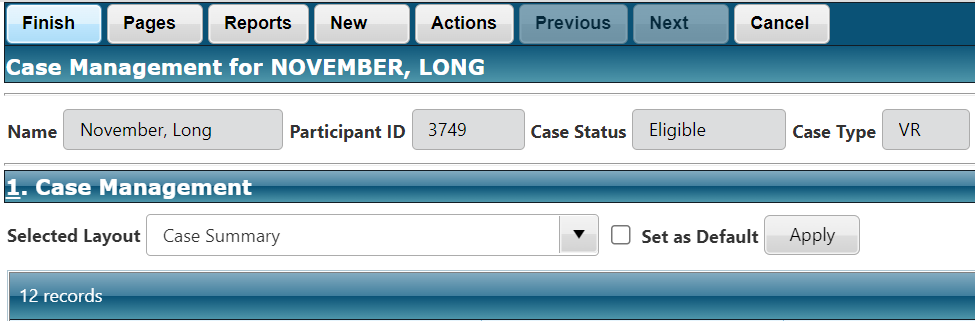 Finish Pages Reports New Actions Previous Next Cancel
Case Management for NOVEMBER, LONG
Name November, Long Participant ID 3749 Case Status Eligible Case Type VR
1. Case Management
Selected Layout Case Summary Set as Default Apply
12 records